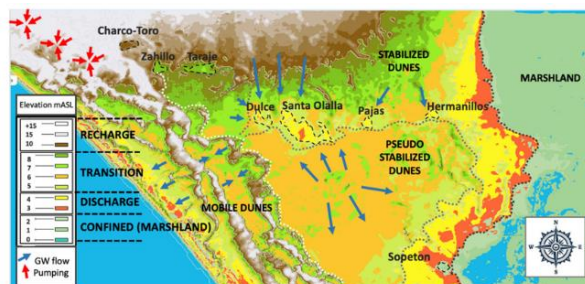 Charco-Toro
Zahillo
Taraje
STABILIZED
DUNES
MARSHLAND
Dulce
Santa Olalla
Pajas
Hermanillos
PSEUDO
STABILIZED
DUNES
MOBILE DUNES
Sopeton
Elevation mASL
+15
15
10
RECHARGE
8
7
TRANSITION
6
5
4
DISCHARGE
3
2
CONFINED (MARSHLAND)
1
0
GW flow
Pumping
N
W
E
S